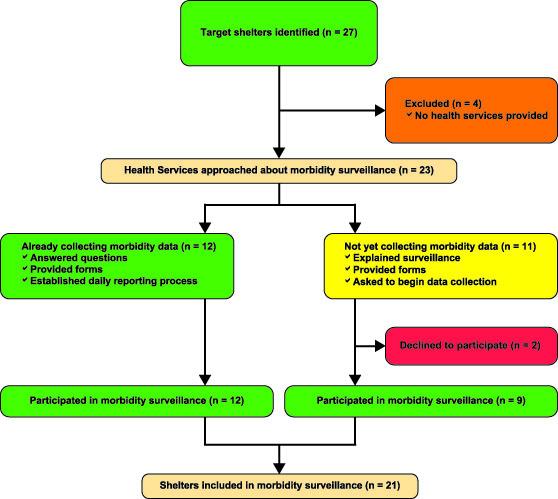 Target shelters identified (n = 27)
Excluded (n = 4)
✓ No health services provided
Health Services approached about morbidity surveillance (n = 23)
Already collecting morbidity data (n = 12)
✓ Answered questions
✓ Provided forms
✓ Established daily reporting process
Not yet collecting morbidity data (n = 11)
✓ Explained surveillance
✓ Provided forms
✓ Asked to begin data collection
Declined to participate (n = 2)
Participated in morbidity surveillance (n = 12)
Participated in morbidity surveillance (n = 9)
Shelters Included in morbidity surveillance (n = 21)